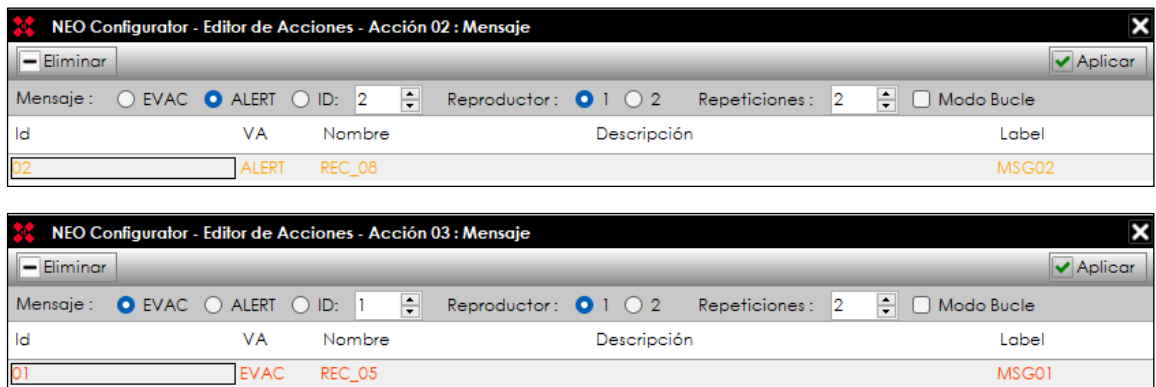 NEO Configurator - Editor de Acciones - Acción 02 : Mensaje
Eliminar Aplicar
Mensaje : EVAC ALERT ID: 2 Reproductor : 1 2 Repeticiones : 2 Modo Bucle
Id VA Nombre Descripción Label
02 ALERT REC_08 MSG02
NEO Configurator - Editor de Acciones - Acción 03 : Mensaje
Eliminar Aplicar
Mensaje : EVAC ALERT ID: 1 Reproductor : 1 2 Repeticiones : 2 Modo Bucle
Id VA Nombre Descripción Label
01 EVAC REC_05 MSG01